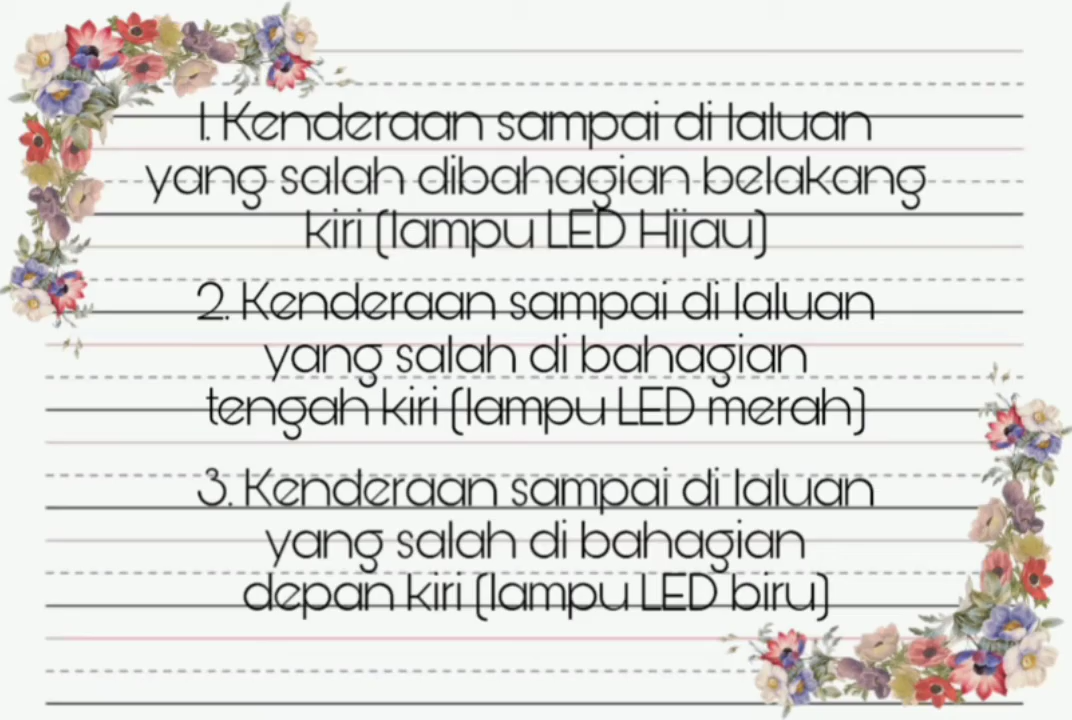 1. Kenderaan sampai di laluan
yang salah dibahagian belakang
kiri (lampu LED Hijau)
2. Kenderaan sampai di laluan
yang salah di bahagian
tengah kiri (lampu LED merah)
3. Kenderaan sampai di laluan
yang salah di bahagian
depan kiri (lampu LED biru)